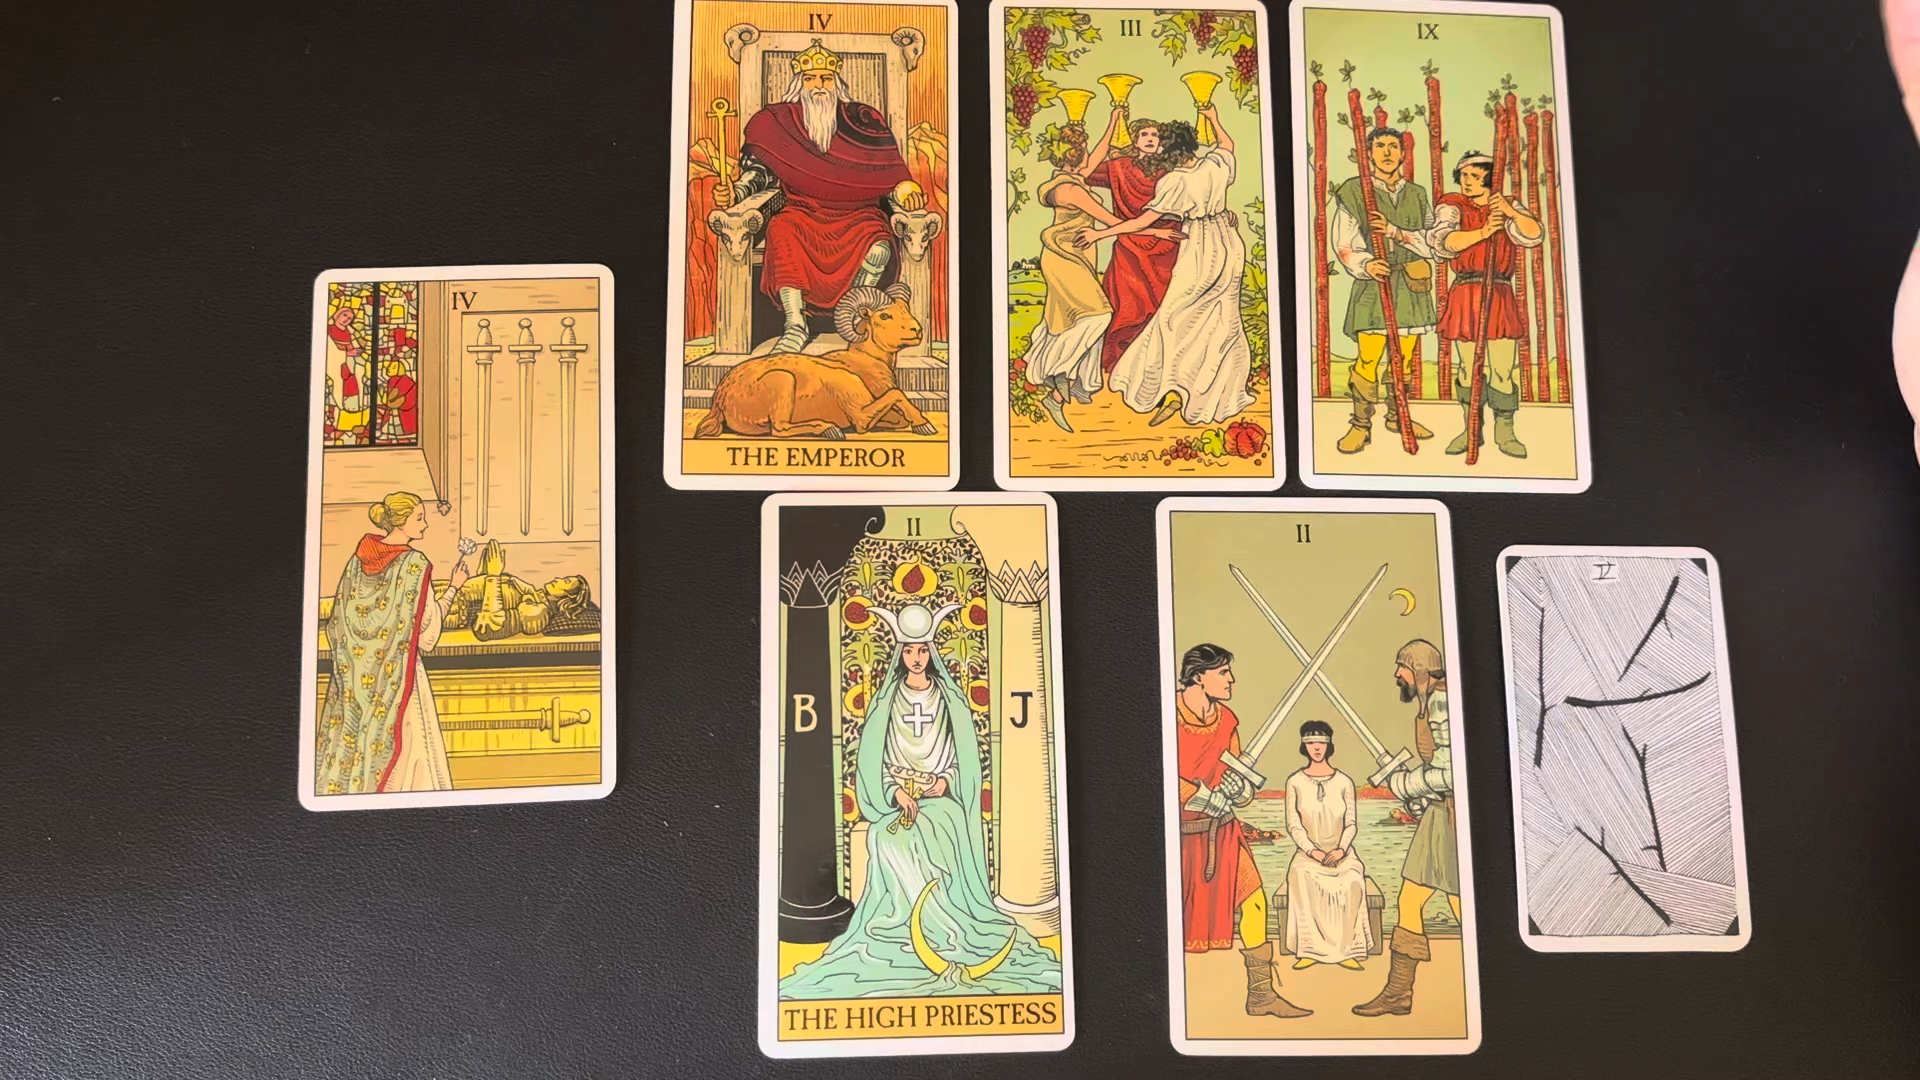 IV
THE EMPEROR
III
IX
IV
II
B J
THE HIGH PRIESTESS
II
V